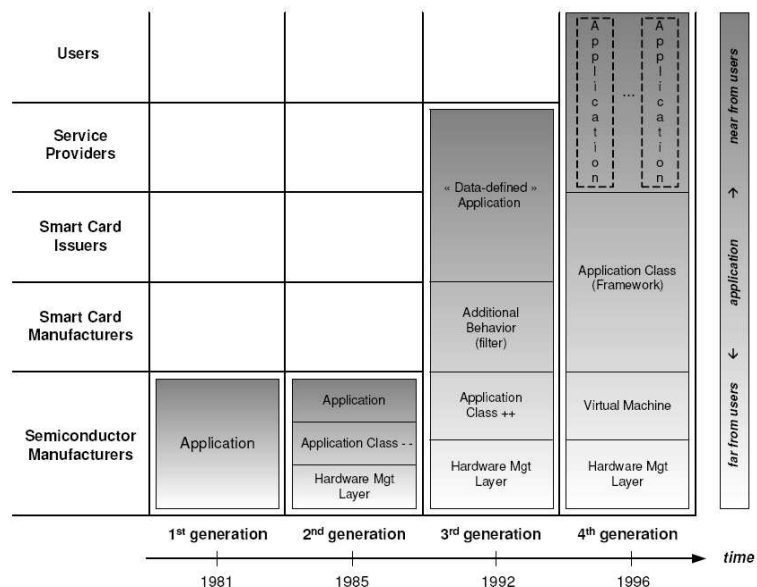 Users
Service
Providers
Smart Card
Issuers
Smart Card
Manufacturers
Semiconductor
Manufacturers
Application
Application
Application Class - -
Hardware Mgt
Layer
« Data-defined »
Application
Additional
Behavior
(filter)
Application
Class ++
Hardware Mgt
Layer
Application
...
Application
Application Class
(Framework)
Virtual Machine
Hardware Mgt
Layer
near from users
↑
application
↓
far from users
1st generation
2nd generation
3rd generation
4th generation
time
1981
1985
1992
1996